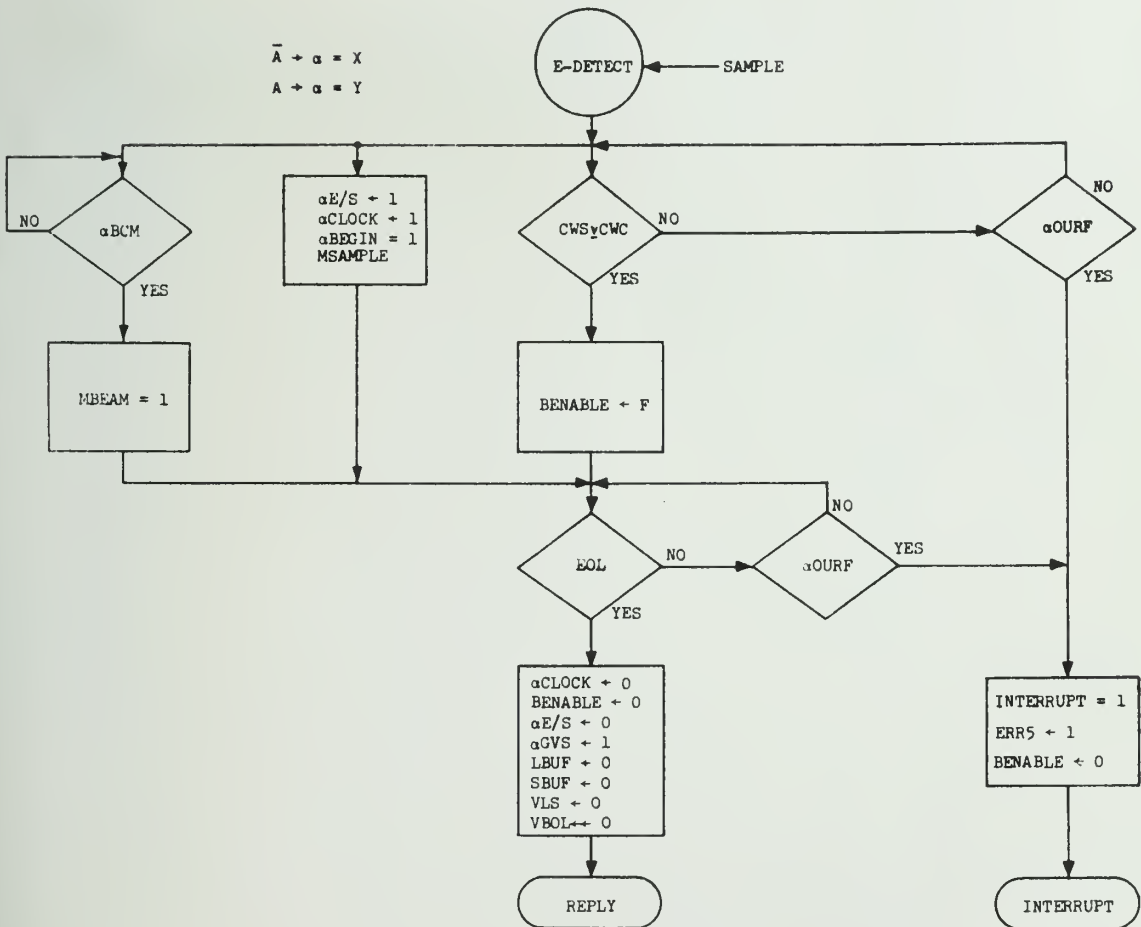 Ā → α = X
A → α = Y
E-DETECT
SAMPLE
αBCM
NO
YES
αE/S ← 1
αCLOCK ← 1
αBEGIN = 1
MSAMPLE
CWSv̲CWC
NO
YES
αOURF
NO
YES
MBEAM = 1
BENABLE ← F
EOL
NO
YES
αOURF
NO
YES
αCLOCK ← 0
BENABLE ← 0
αE/S ← 0
αGVS ← 1
LBUF ← 0
SBUF ← 0
VLS ← 0
VBOL←← 0
INTERRUPT = 1
ERR5 ← 1
BENABLE ← 0
REPLY
INTERRUPT